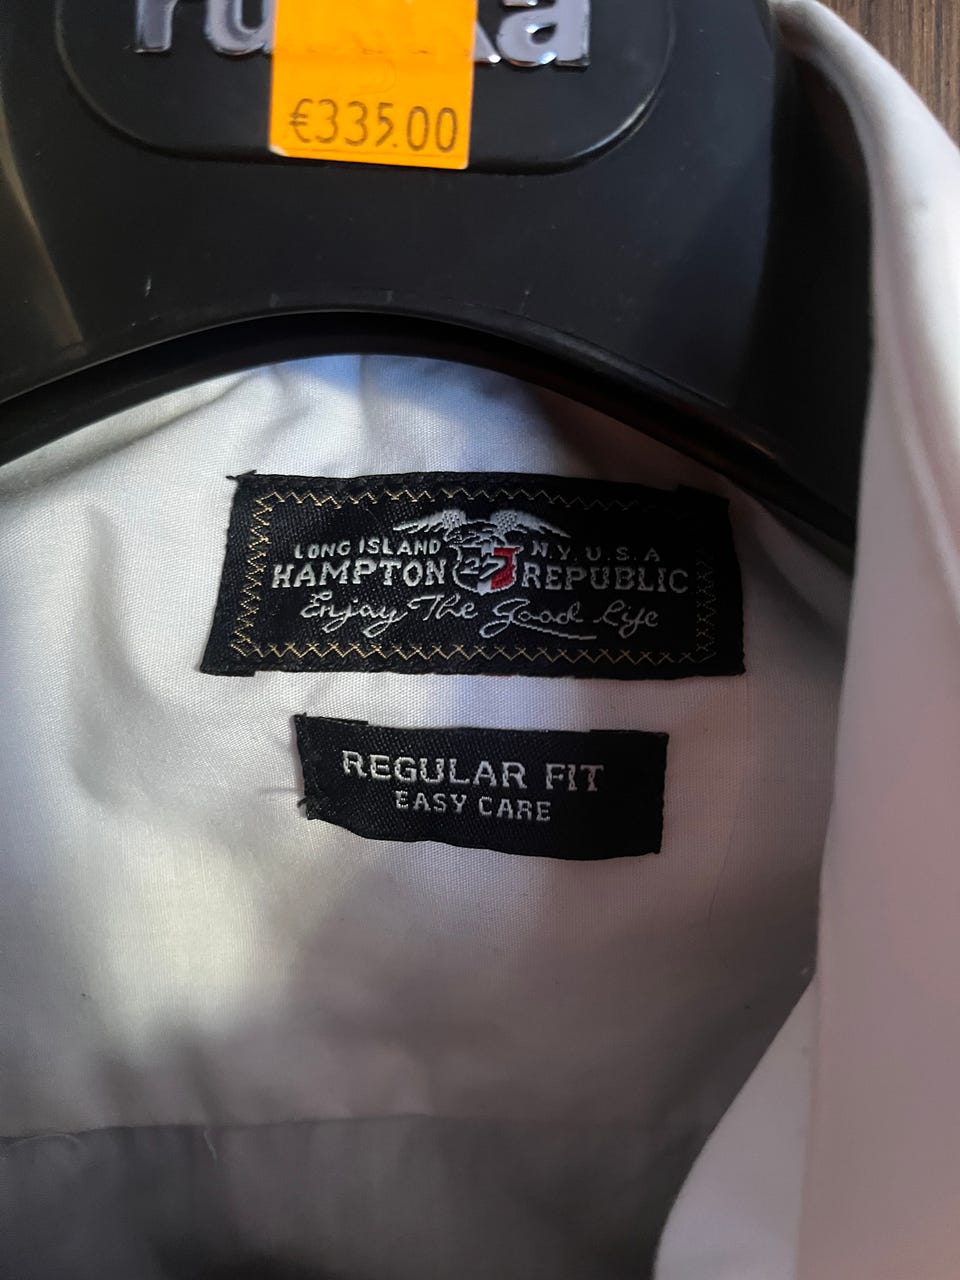 €335.00
LONG ISLAND N.Y. U.S.A
HAMPTON 27 REPUBLIC
Enjoy The Good Life
REGULAR FIT
EASY CARE